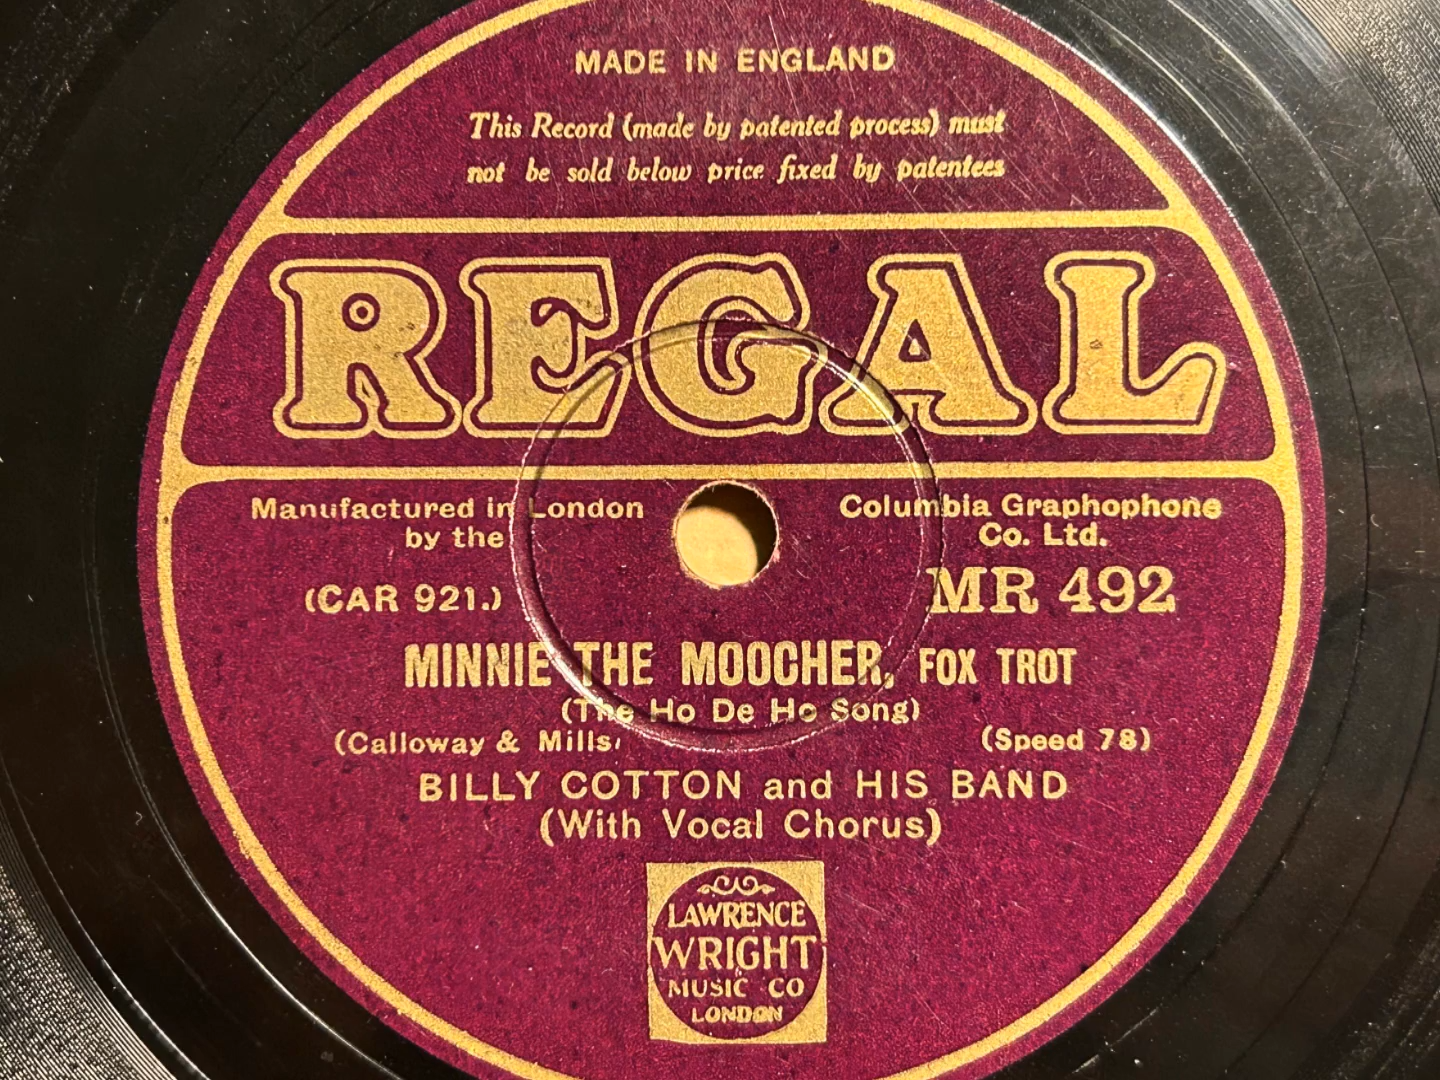 MADE IN ENGLAND
This Record (made by patented process) must
not be sold below price fixed by patentees
REGAL
Manufactured in London
by the
Columbia Graphophone
Co. Ltd.
(CAR 921.)
MR 492
MINNIE THE MOOCHER, FOX TROT
(The Ho De Ho Song)
(Calloway & Mills)
(Speed 78)
BILLY COTTON and HIS BAND
(With Vocal Chorus)
LAWRENCE
WRIGHT
MUSIC CO
LONDON